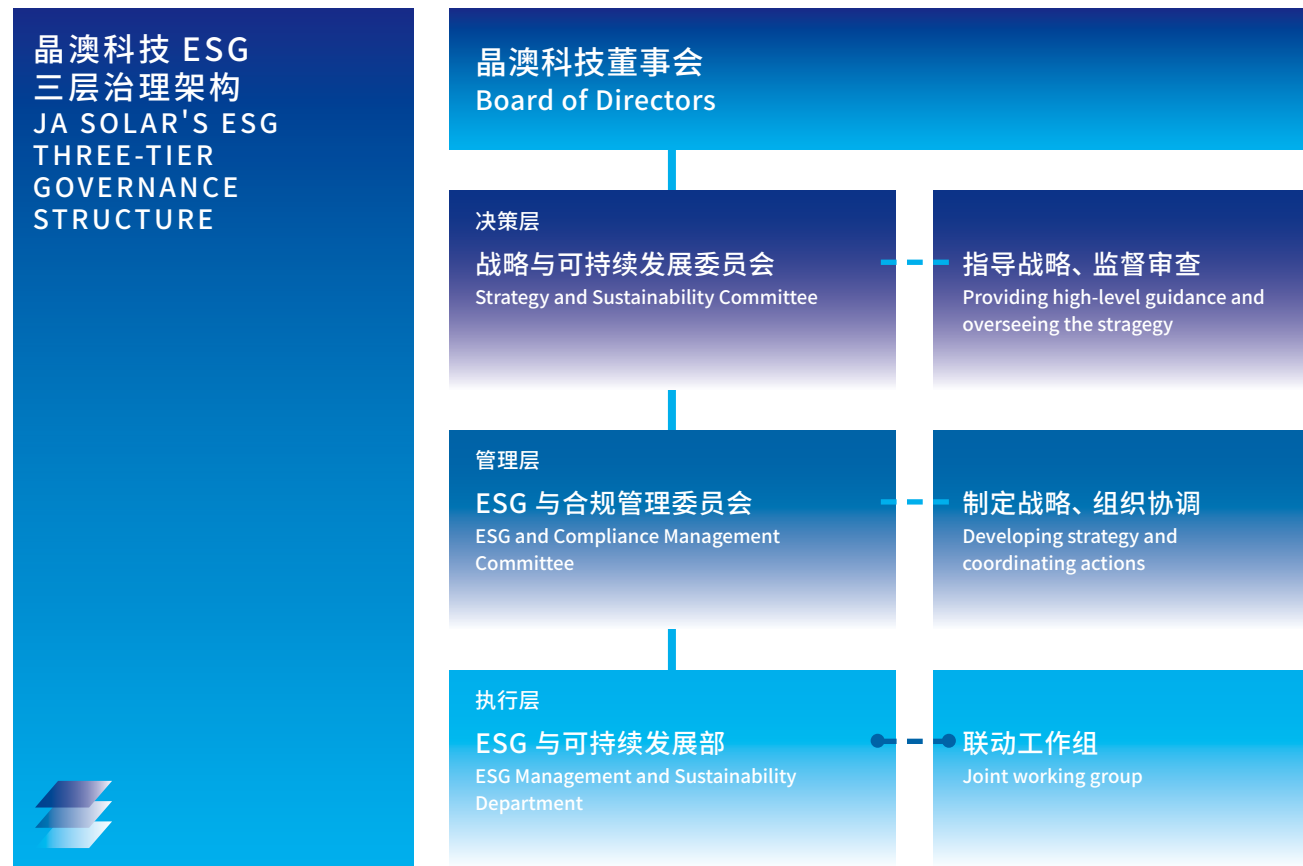 晶澳科技 ESG
三层治理架构
JA SOLAR'S ESG
THREE-TIER
GOVERNANCE
STRUCTURE
晶澳科技董事会
Board of Directors
决策层
战略与可持续发展委员会
Strategy and Sustainability Committee
指导战略、监督审查
Providing high-level guidance and
overseeing the stragegy
管理层
ESG 与合规管理委员会
ESG and Compliance Management
Committee
制定战略、组织协调
Developing strategy and
coordinating actions
执行层
ESG 与可持续发展部
ESG Management and Sustainability
Department
联动工作组
Joint working group